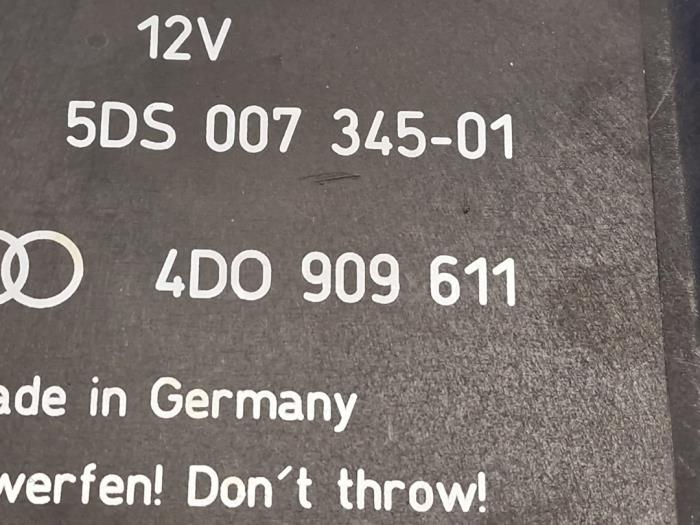 12V
5DS 007 345-01
4D0 909 611
ade in Germany
werfen! Don´t throw!